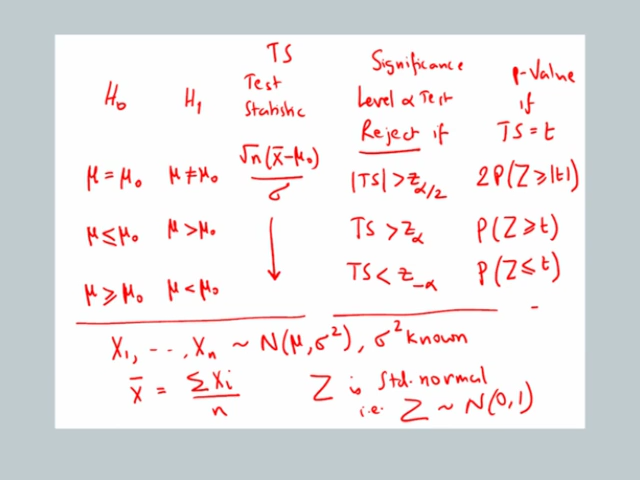 H₀ H₁ TS Test Statistic Significance Level α Test Reject if p-Value if TS = t
μ = μ₀ μ ≠ μ₀ √n(x̄-μ₀)/σ |TS| > z_α/2 2P(Z ≥ |t|)
μ ≤ μ₀ μ > μ₀ ↓ TS > z_α P(Z ≥ t)
μ ≥ μ₀ μ < μ₀ TS < z_-α P(Z ≤ t)
X₁, ..., Xₙ ~ N(μ, σ²), σ² known
x̄ = ΣXᵢ/n Z is Std. normal
i.e. Z ~ N(0,1)